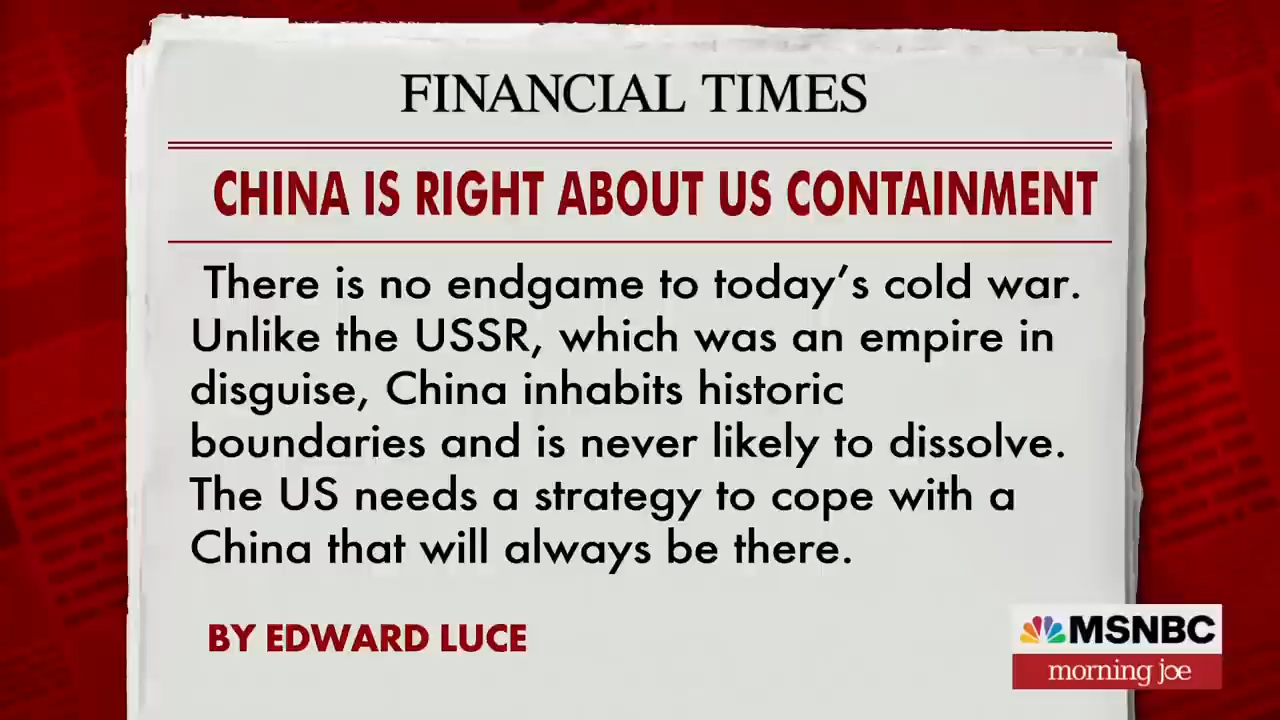 FINANCIAL TIMES
CHINA IS RIGHT ABOUT US CONTAINMENT
There is no endgame to today's cold war.
Unlike the USSR, which was an empire in
disguise, China inhabits historic
boundaries and is never likely to dissolve.
The US needs a strategy to cope with a
China that will always be there.
BY EDWARD LUCE
MSNBC
morning joe